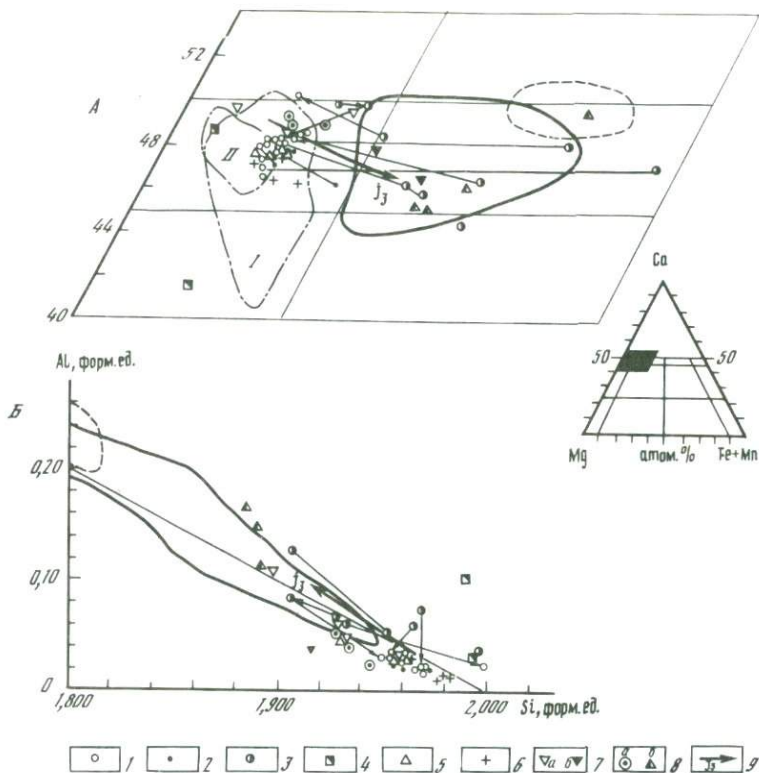 52
А
48
44
40
II
I
j₃
Ca
50
50
Mg
атом.%
Fe+Mn
Al, форм.ед.
Б
0,20
0,10
0
j₃
1,800
1,900
2,000
Si, форм.ед.
1
2
3
4
5
6
а
б
7
а
б
8
J₃
9